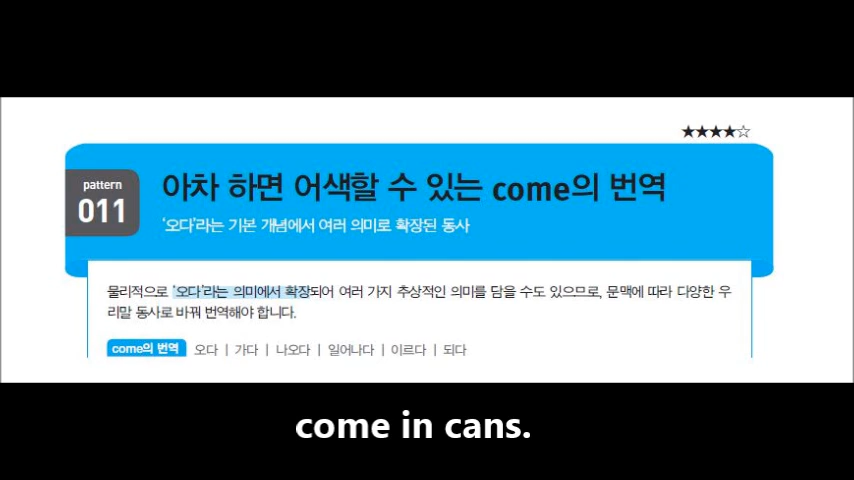 ★★★★☆
pattern
011
아차 하면 어색할 수 있는 come의 번역
‘오다’라는 기본 개념에서 여러 의미로 확장된 동사
물리적으로 ‘오다’라는 의미에서 확장되어 여러 가지 추상적인 의미를 담을 수도 있으므로, 문맥에 따라 다양한 우
리말 동사로 바꿔 번역해야 합니다.
come의 번역 오다 | 가다 | 나오다 | 일어나다 | 이르다 | 되다
come in cans.